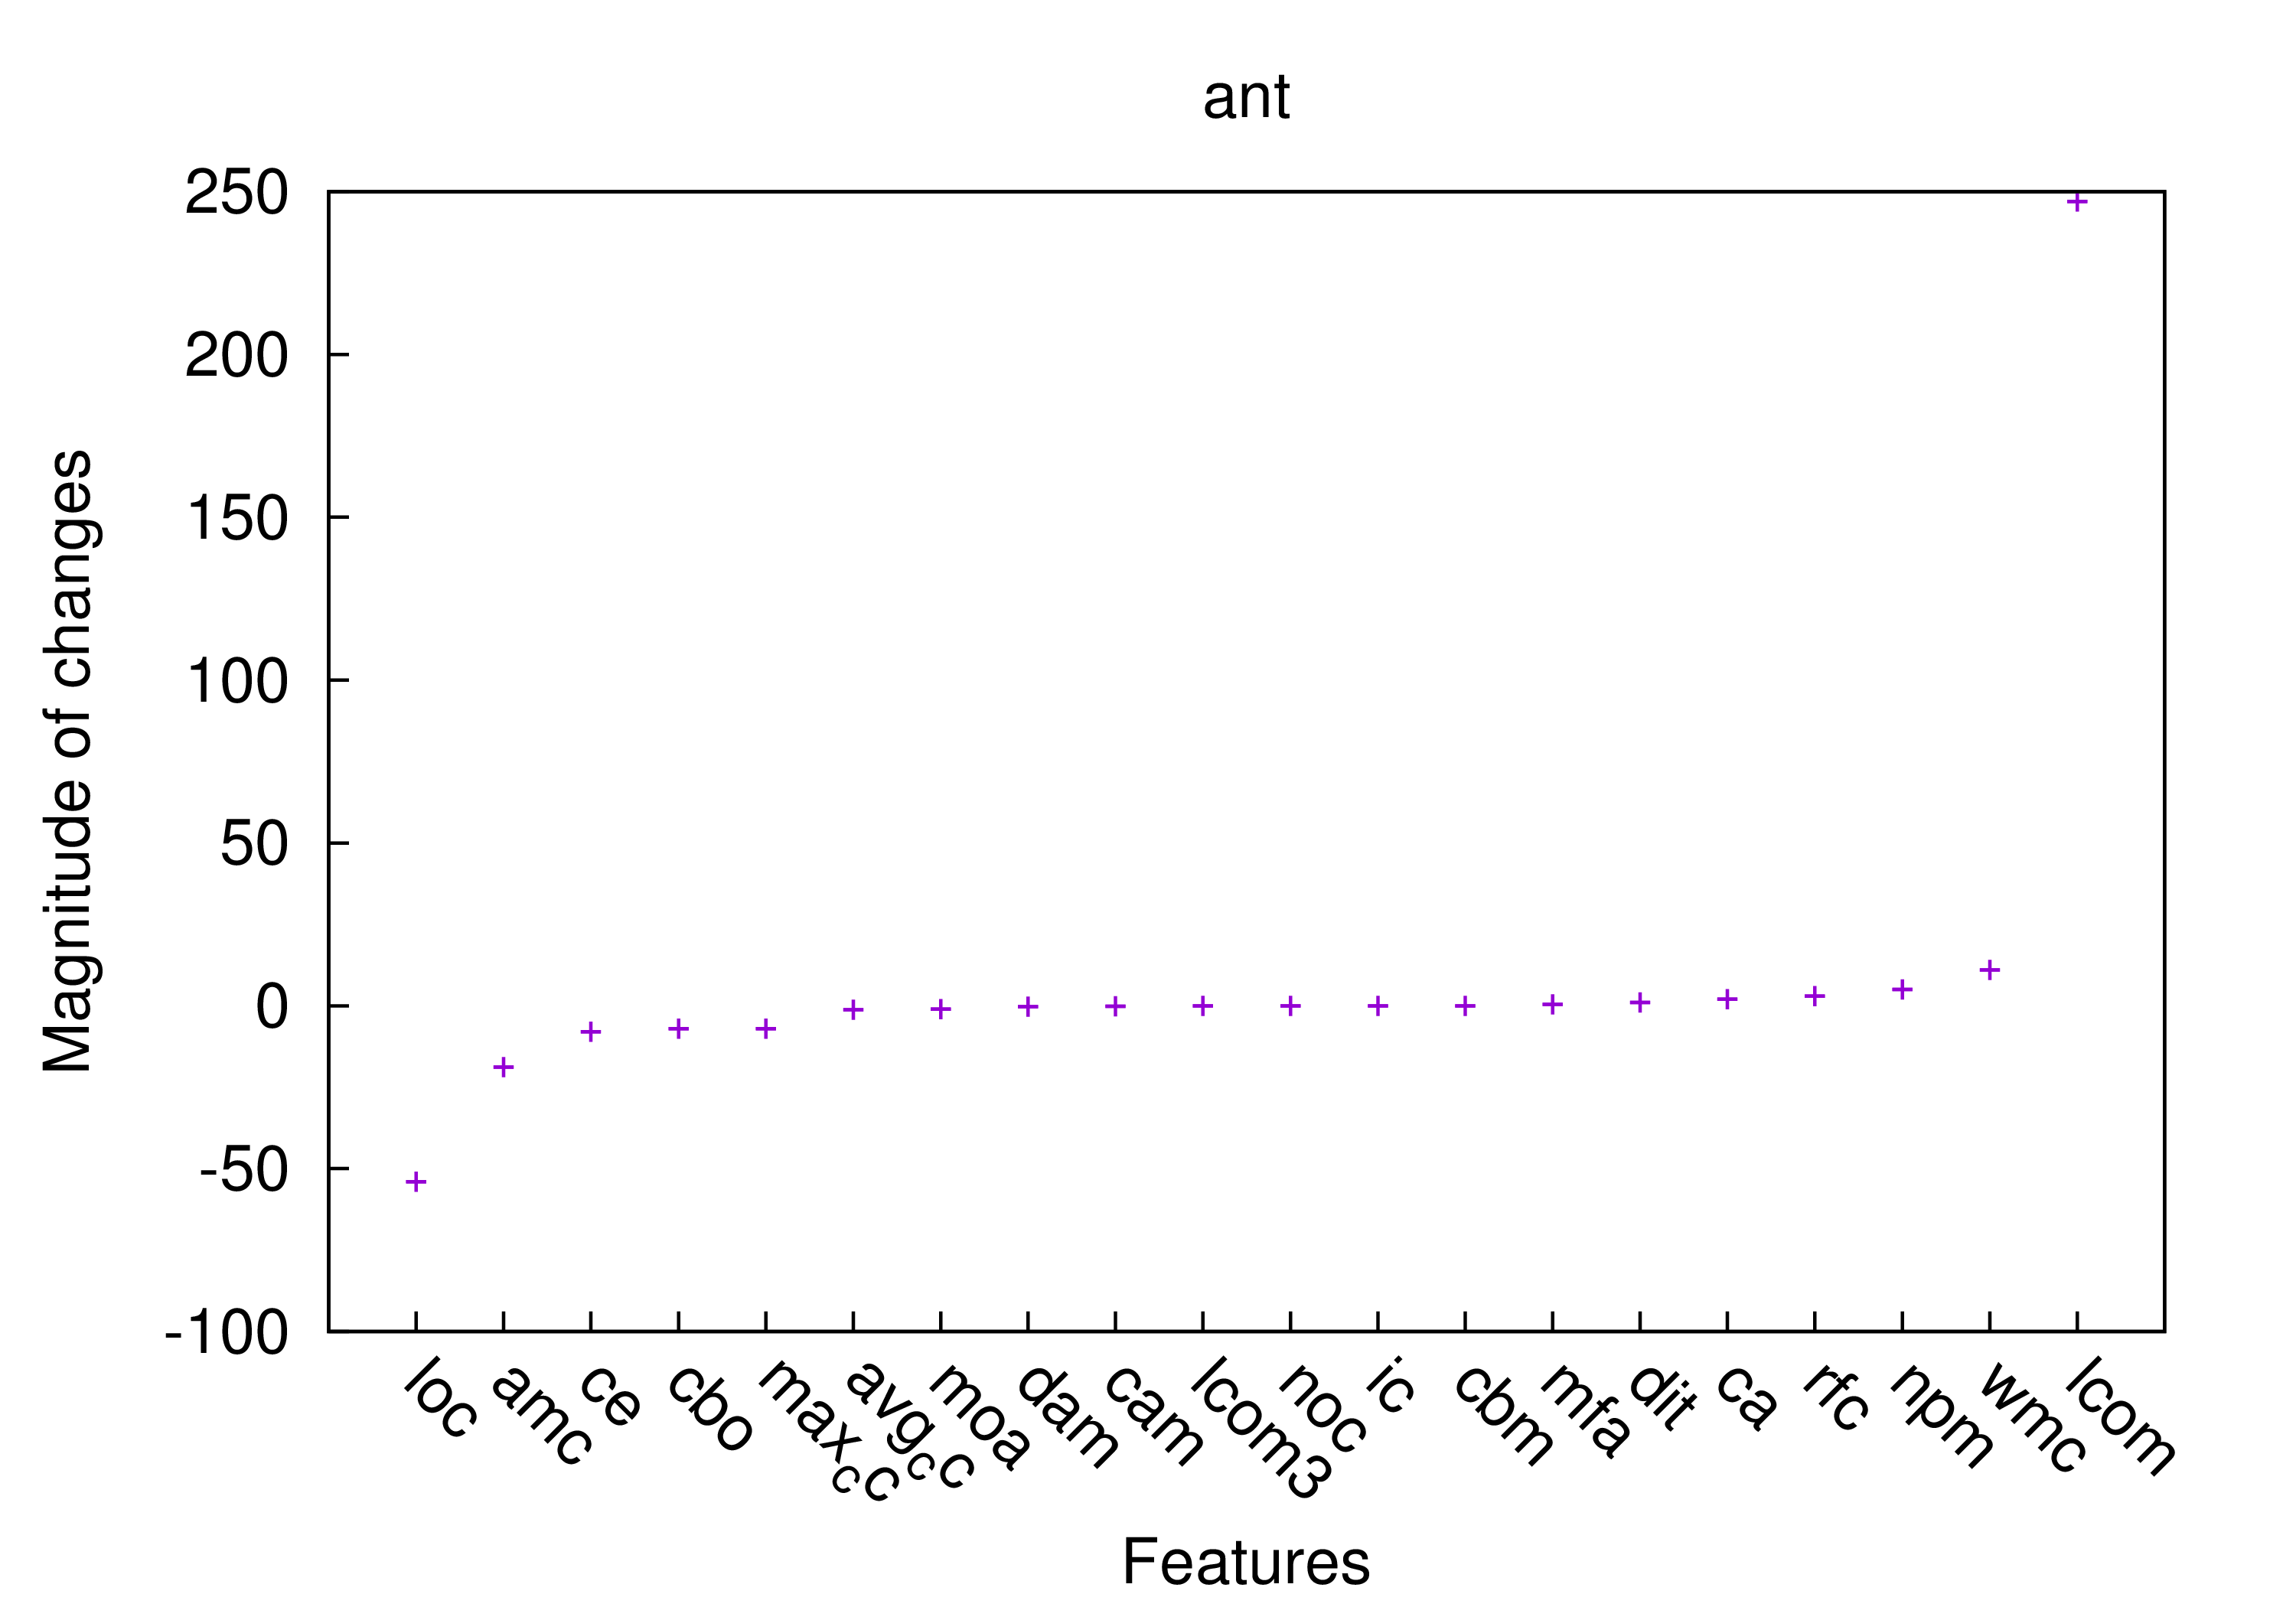 ant
250
200
150
100
50
0
-50
-100
Magnitude of changes
loc
amc
ce
cbo
max_cc
avg_cc
moa
dam
cam
lcom3
noc
ic
cbm
mfa
dit
ca
rfc
npm
wmc
lcom
Features